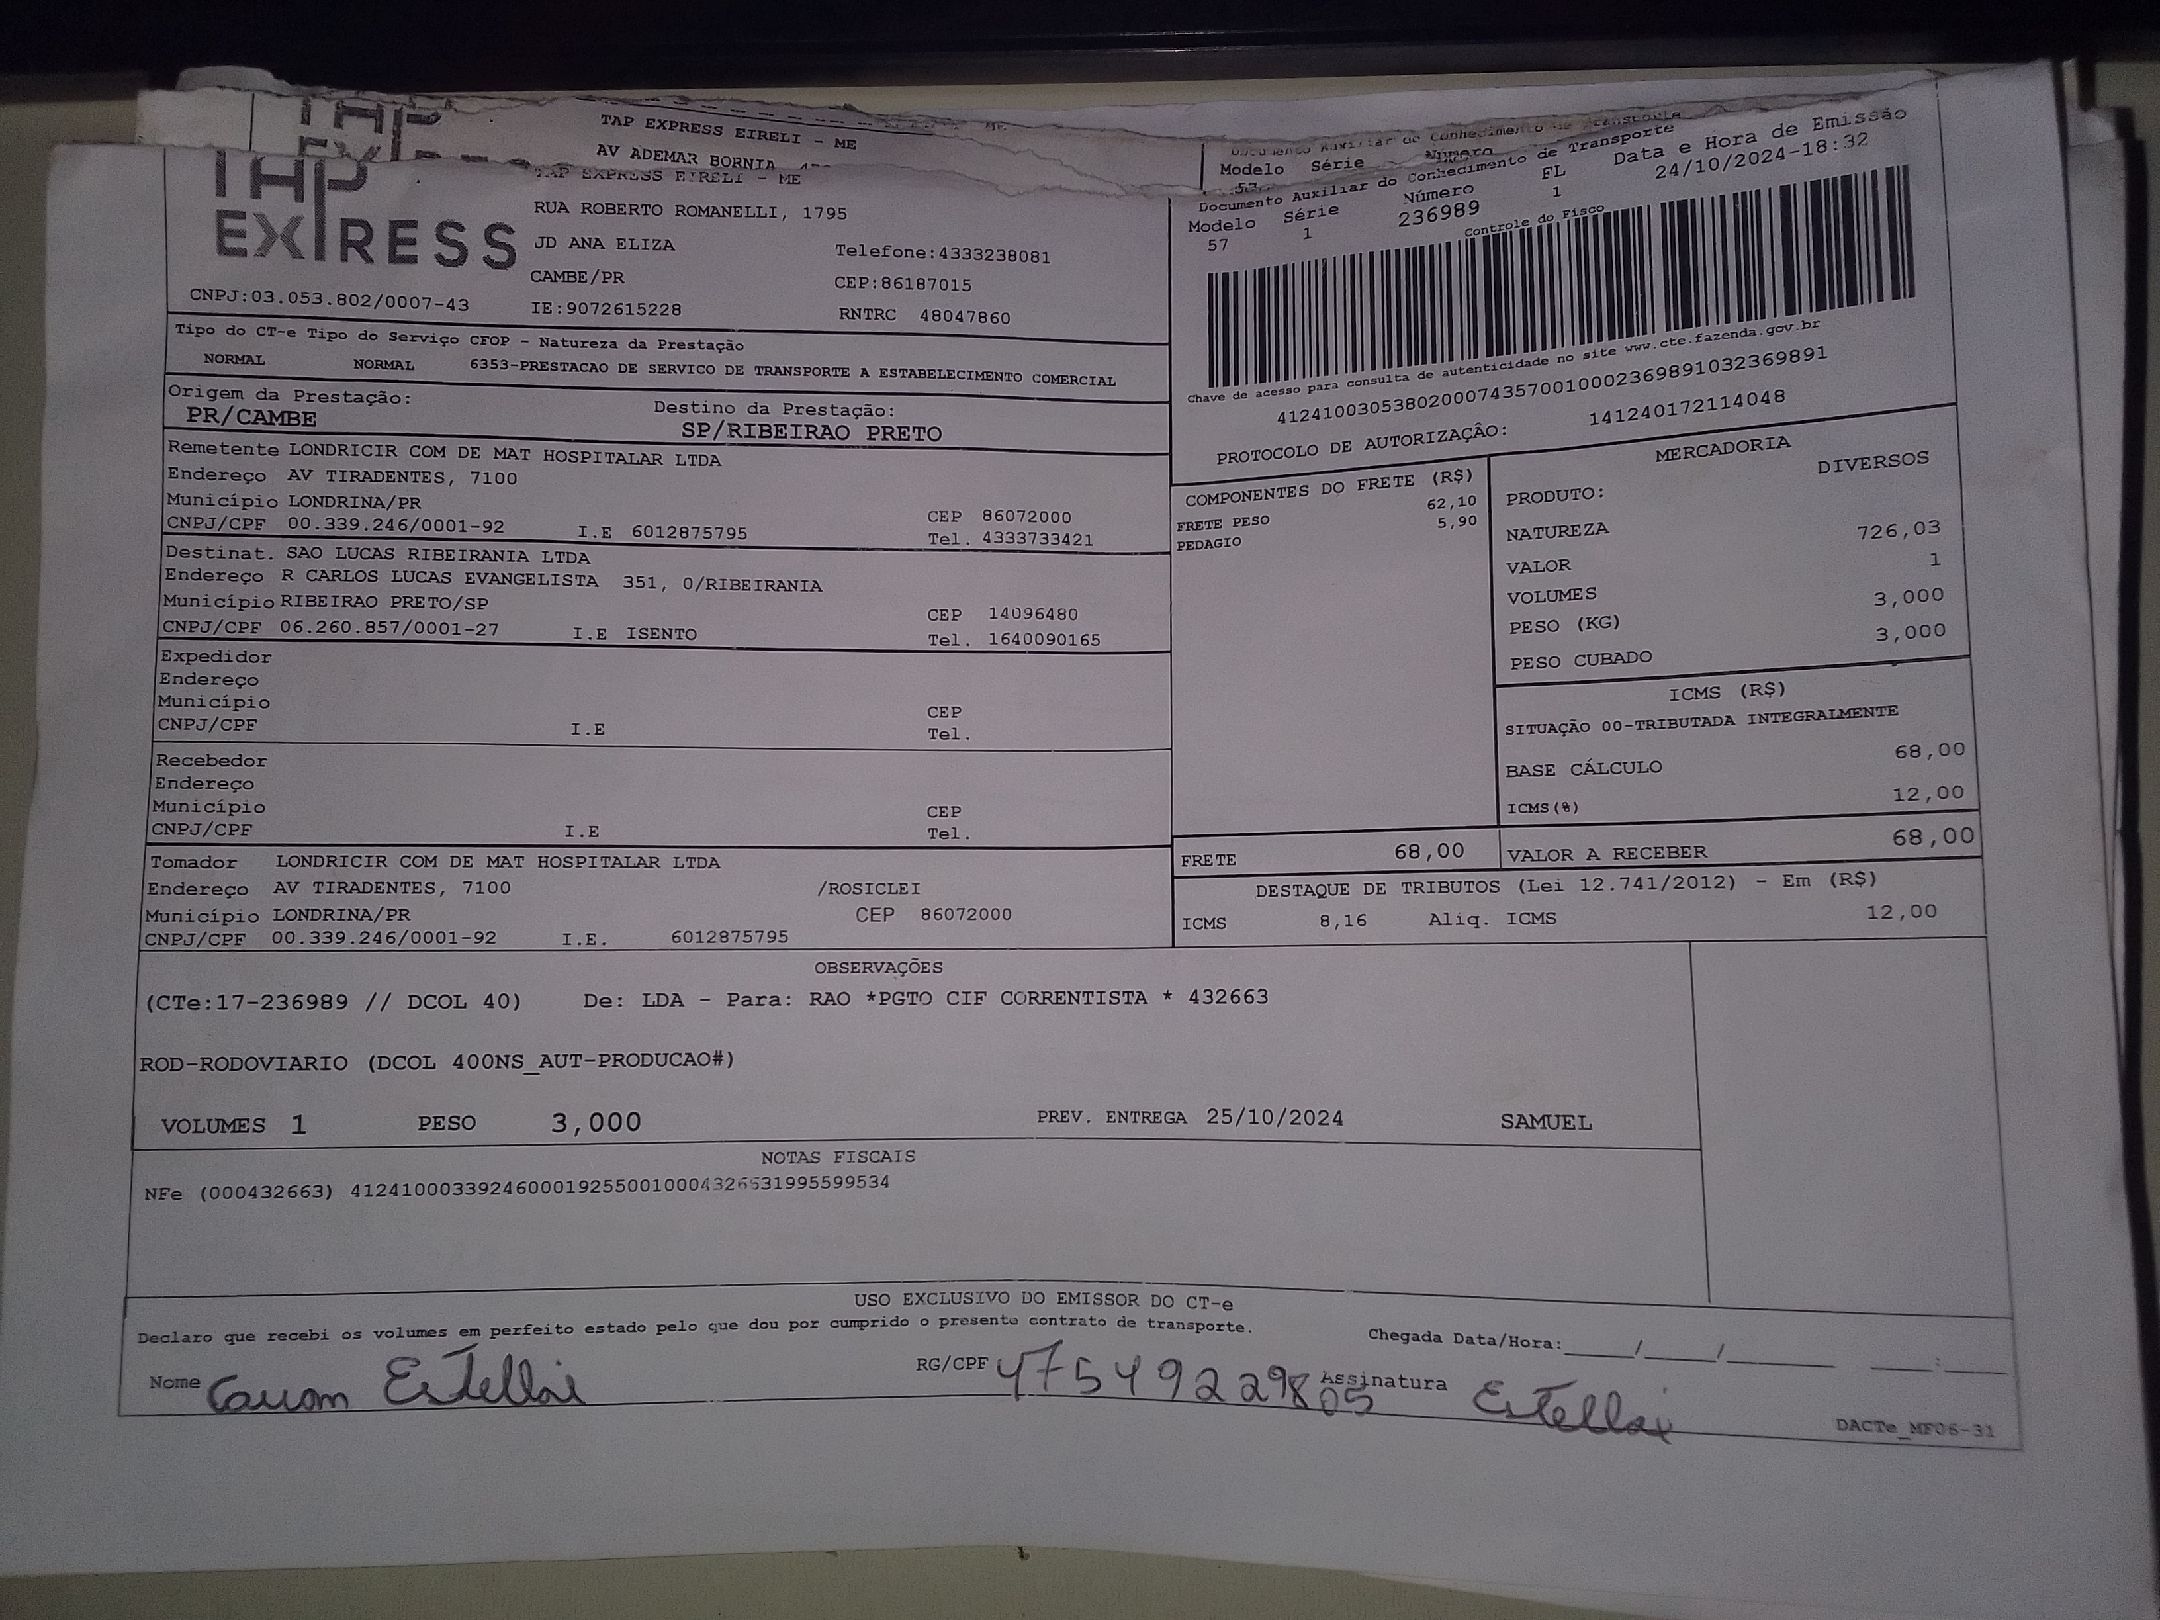 TAP EXPRESS EIRELI - ME
AV ADEMAR BORNIA
Modelo Série Número
TAP
EXPRESS
TAP EXPRESS EIRELI - ME
RUA ROBERTO ROMANELLI, 1795
JD ANA ELIZA Telefone:4333238081
CAMBE/PR CEP:86187015
CNPJ:03.053.802/0007-43 IE:9072615228 RNTRC 48047860
Documento Auxiliar do Conhecimento de Transporte
Modelo Série Número FL Data e Hora de Emissão
57 1 236989 1 24/10/2024-18:32
Controle do Fisco
Chave de acesso para consulta de autenticidade no site www.cte.fazenda.gov.br
41241003053802000743570010002369891032369891
PROTOCOLO DE AUTORIZAÇÂO: 141240172114048
Tipo do CT-e Tipo do Serviço CFOP - Natureza da Prestação
NORMAL NORMAL 6353-PRESTACAO DE SERVICO DE TRANSPORTE A ESTABELECIMENTO COMERCIAL
Origem da Prestação: Destino da Prestação:
PR/CAMBE SP/RIBEIRAO PRETO
Remetente LONDRICIR COM DE MAT HOSPITALAR LTDA
Endereço AV TIRADENTES, 7100
Município LONDRINA/PR CEP 86072000
CNPJ/CPF 00.339.246/0001-92 I.E 6012875795 Tel. 4333733421
Destinat. SAO LUCAS RIBEIRANIA LTDA
Endereço R CARLOS LUCAS EVANGELISTA 351, 0/RIBEIRANIA
Município RIBEIRAO PRETO/SP CEP 14096480
CNPJ/CPF 06.260.857/0001-27 I.E ISENTO Tel. 1640090165
Expedidor
Endereço
Município CEP
CNPJ/CPF I.E Tel.
Recebedor
Endereço
Município CEP
CNPJ/CPF I.E Tel.
Tomador LONDRICIR COM DE MAT HOSPITALAR LTDA
Endereço AV TIRADENTES, 7100 /ROSICLEI
Município LONDRINA/PR CEP 86072000
CNPJ/CPF 00.339.246/0001-92 I.E. 6012875795
COMPONENTES DO FRETE (R$)
FRETE PESO 62,10
PEDAGIO 5,90
MERCADORIA
PRODUTO: DIVERSOS
NATUREZA
VALOR 726,03
VOLUMES 1
PESO (KG) 3,000
PESO CUBADO 3,000
ICMS (R$)
SITUAÇÃO 00-TRIBUTADA INTEGRALMENTE
BASE CÁLCULO 68,00
ICMS(%) 12,00
FRETE 68,00 VALOR A RECEBER 68,00
DESTAQUE DE TRIBUTOS (Lei 12.741/2012) - Em (R$)
ICMS 8,16 Aliq. ICMS 12,00
OBSERVAÇÕES
(CTe:17-236989 // DCOL 40) De: LDA - Para: RAO *PGTO CIF CORRENTISTA * 432663
ROD-RODOVIARIO (DCOL 400NS_AUT-PRODUCAO#)
VOLUMES 1 PESO 3,000 PREV. ENTREGA 25/10/2024 SAMUEL
NOTAS FISCAIS
NFe (000432663)
USO EXCLUSIVO DO EMISSOR DO CT-e
Declaro que recebi os volumes em perfeito estado pelo que dou por cumprido o presente contrato de transporte. Chegada Data/Hora:_____/_____/_______ ____:____
Nome RG/CPF 47549229805 Assinatura
DACTe_MF06-31